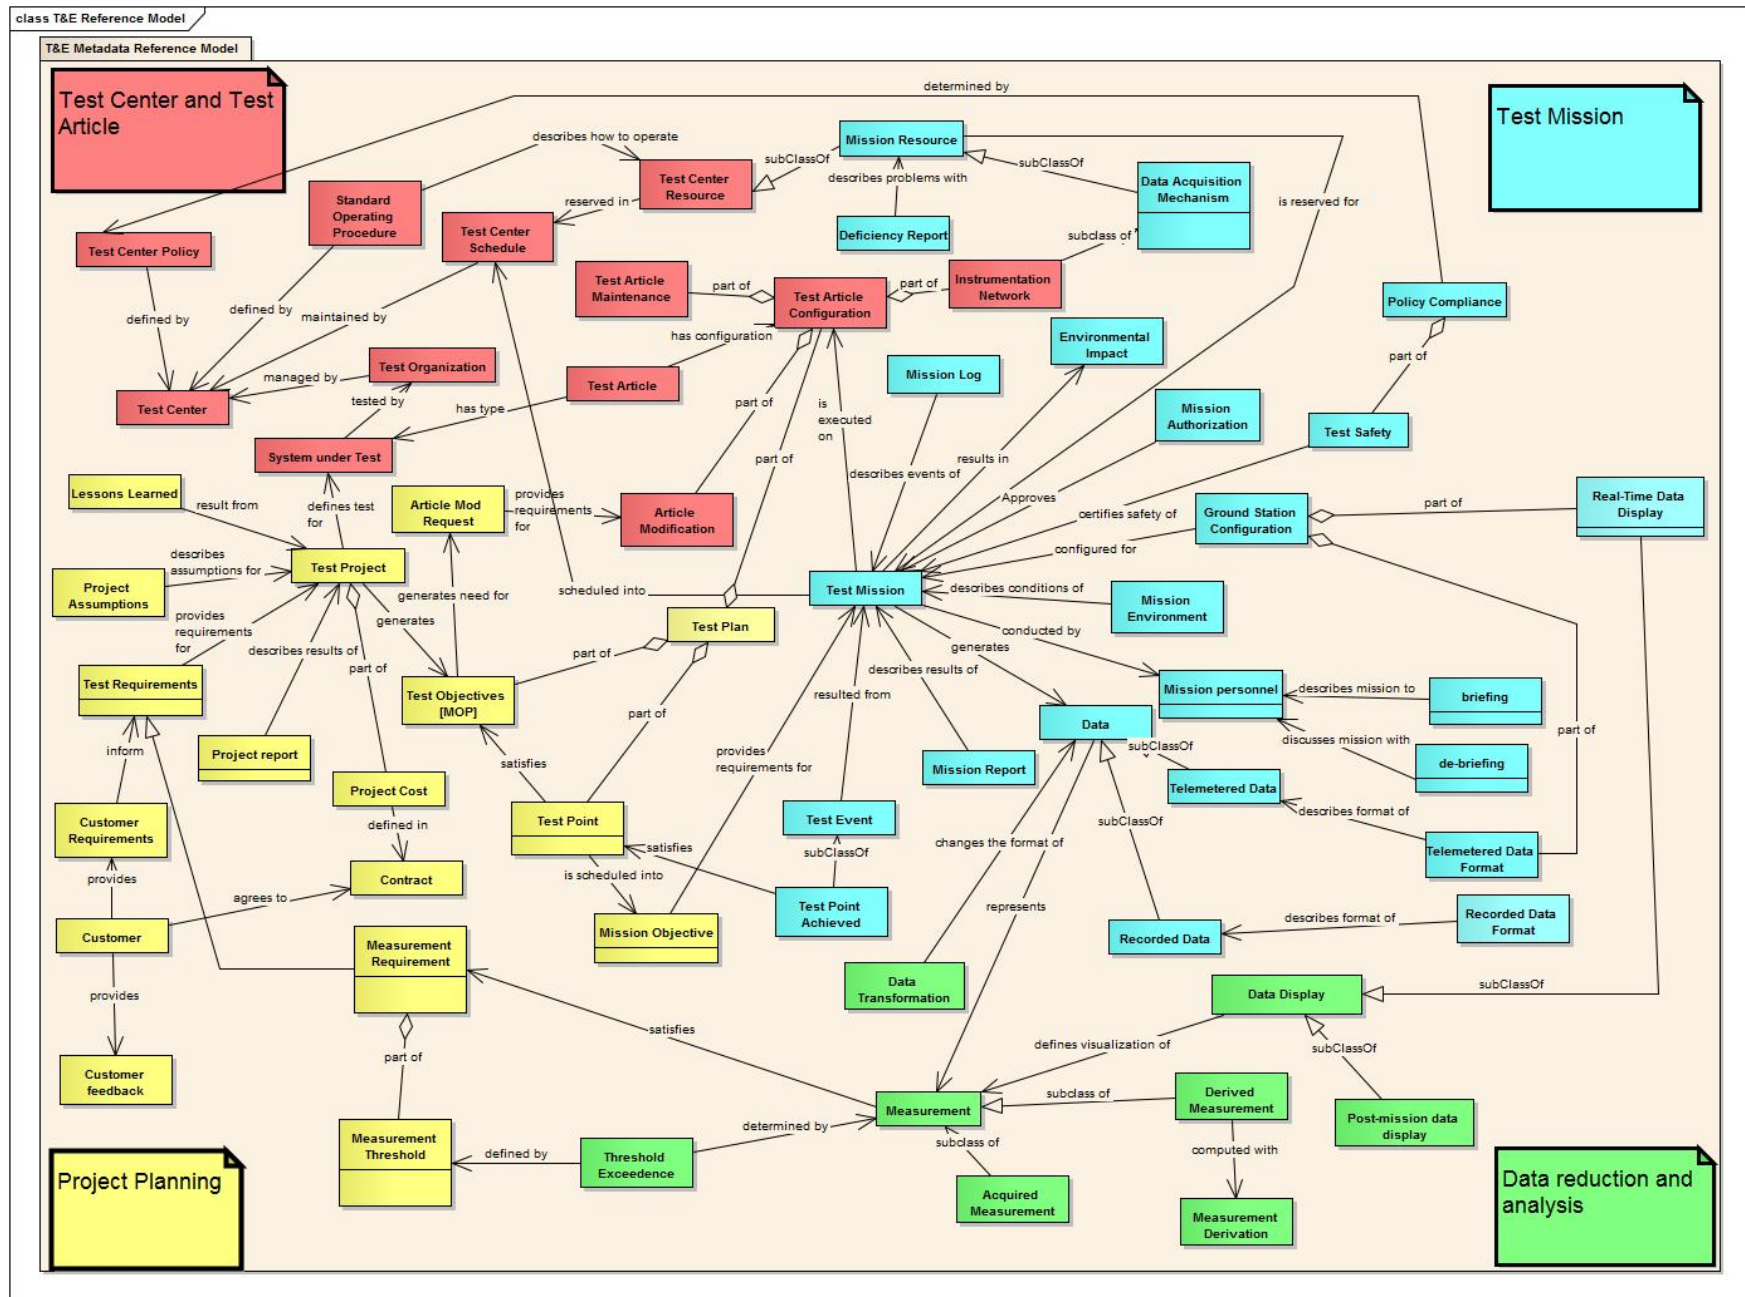 class T&E Reference Model
T&E Metadata Reference Model
Test Center and Test
Article
Test Mission
determined by
describes how to operate
Mission Resource
subClassOf
subClassOf
Test Center
Resource
describes problems with
Data Acquisition
Mechanism
is reserved for
Standard
Operating
Procedure
reserved in
Test Center
Schedule
Deficiency Report
subclass of
Test Center Policy
Test Article
Maintenance
part of
Test Article
Configuration
part of
Instrumentation
Network
Policy Compliance
defined by
defined by
maintained by
has configuration
Environmental
Impact
part of
Test Organization
managed by
Test Article
Mission Log
Test Center
tested by
has type
part of
is
executed
on
Mission
Authorization
Test Safety
System under Test
part of
results in
describes events of
Lessons Learned
result from
defines test
for
Article Mod
Request
provides
requirements
for
Article
Modification
Approves
certifies safety of
Ground Station
Configuration
part of
Real-Time Data
Display
configured for
describes
assumptions for
Test Project
Project
Assumptions
generates need for
scheduled into
Test Mission
describes conditions of
Mission
Environment
provides
requirements
for
generates
Test Plan
conducted by
generates
describes results of
part of
part of
describes results of
Test Requirements
Test Objectives
[MOP]
resulted from
Mission personnel
describes mission to
briefing
part of
part of
Data
inform
Project report
satisfies
provides
requirements for
subClassOf
discusses mission with
de-briefing
Mission Report
Project Cost
Telemetered Data
Customer
Requirements
defined in
Test Point
Test Event
subClassOf
describes format of
changes the format of
satisfies
subClassOf
Telemetered Data
Format
provides
Contract
is scheduled into
agrees to
Test Point
Achieved
represents
describes format of
Recorded Data
Format
Customer
Mission Objective
Recorded Data
Measurement
Requirement
Data
Transformation
provides
Data Display
subClassOf
satisfies
defines visualization of
subClassOf
part of
Customer
feedback
subclass of
Derived
Measurement
Measurement
Post-mission data
display
determined by
Measurement
Threshold
subclass of
computed with
defined by
Threshold
Exceedence
Project Planning
Acquired
Measurement
Measurement
Derivation
Data reduction and
analysis